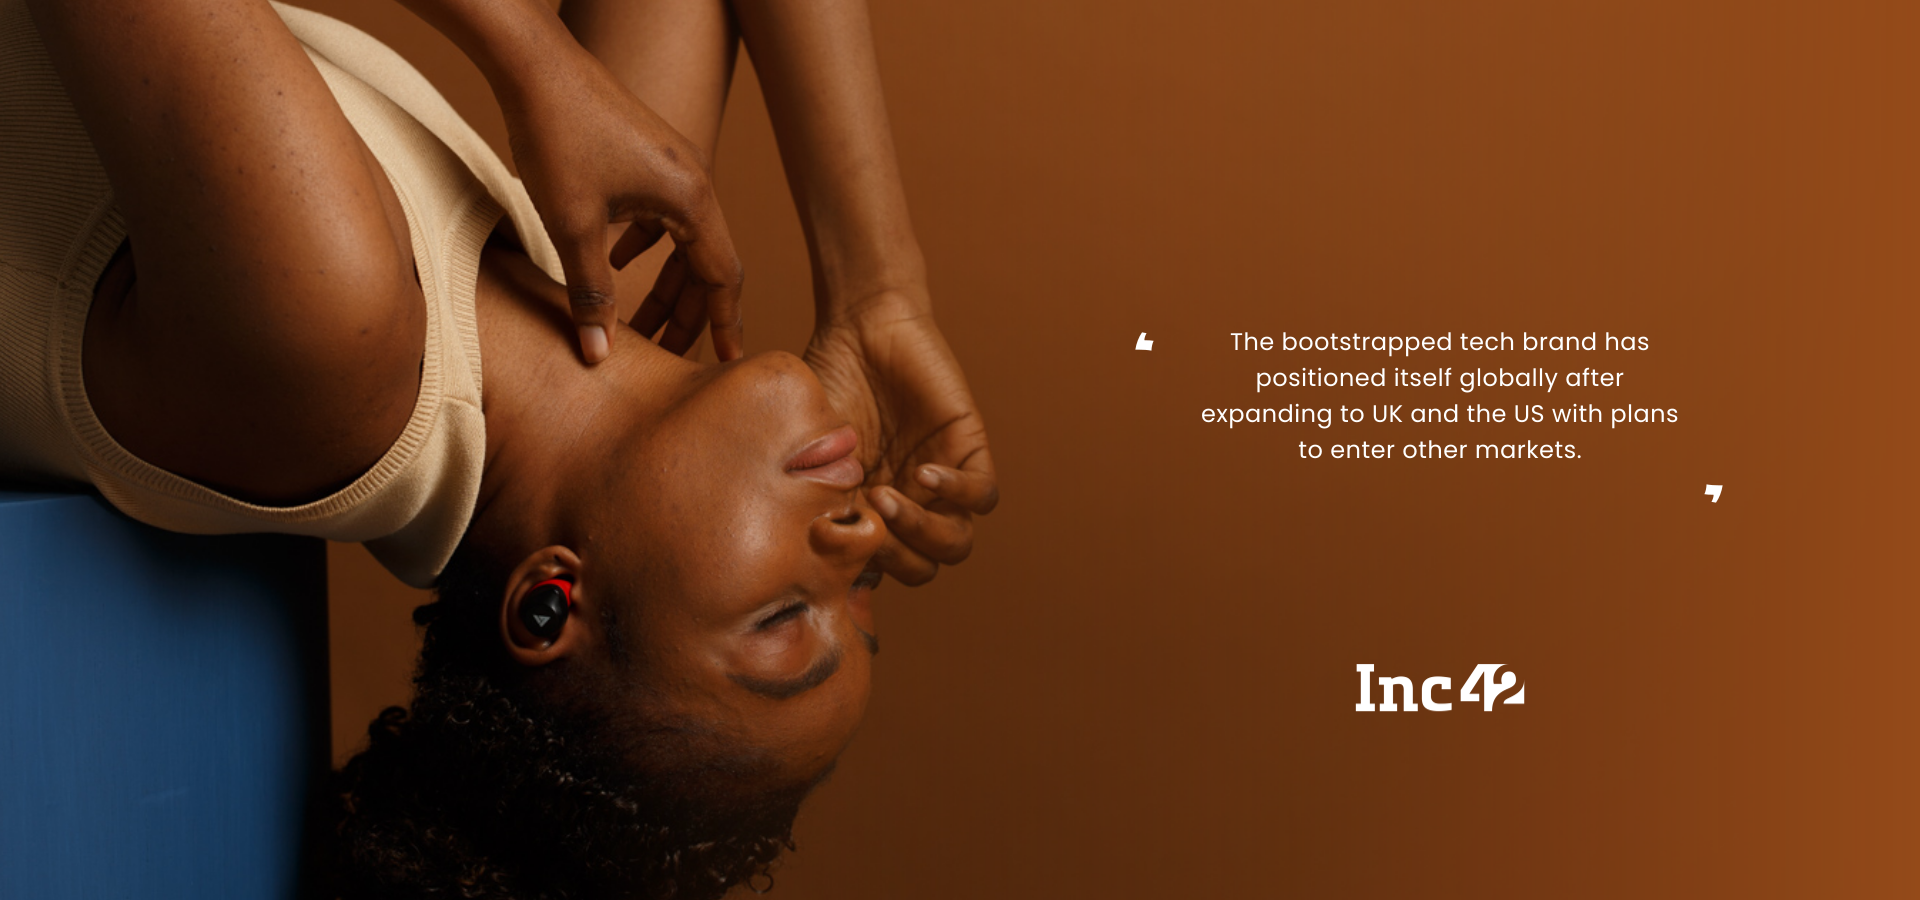 ‘
The bootstrapped tech brand has
positioned itself globally after
expanding to UK and the US with plans
to enter other markets.
’
Inc42